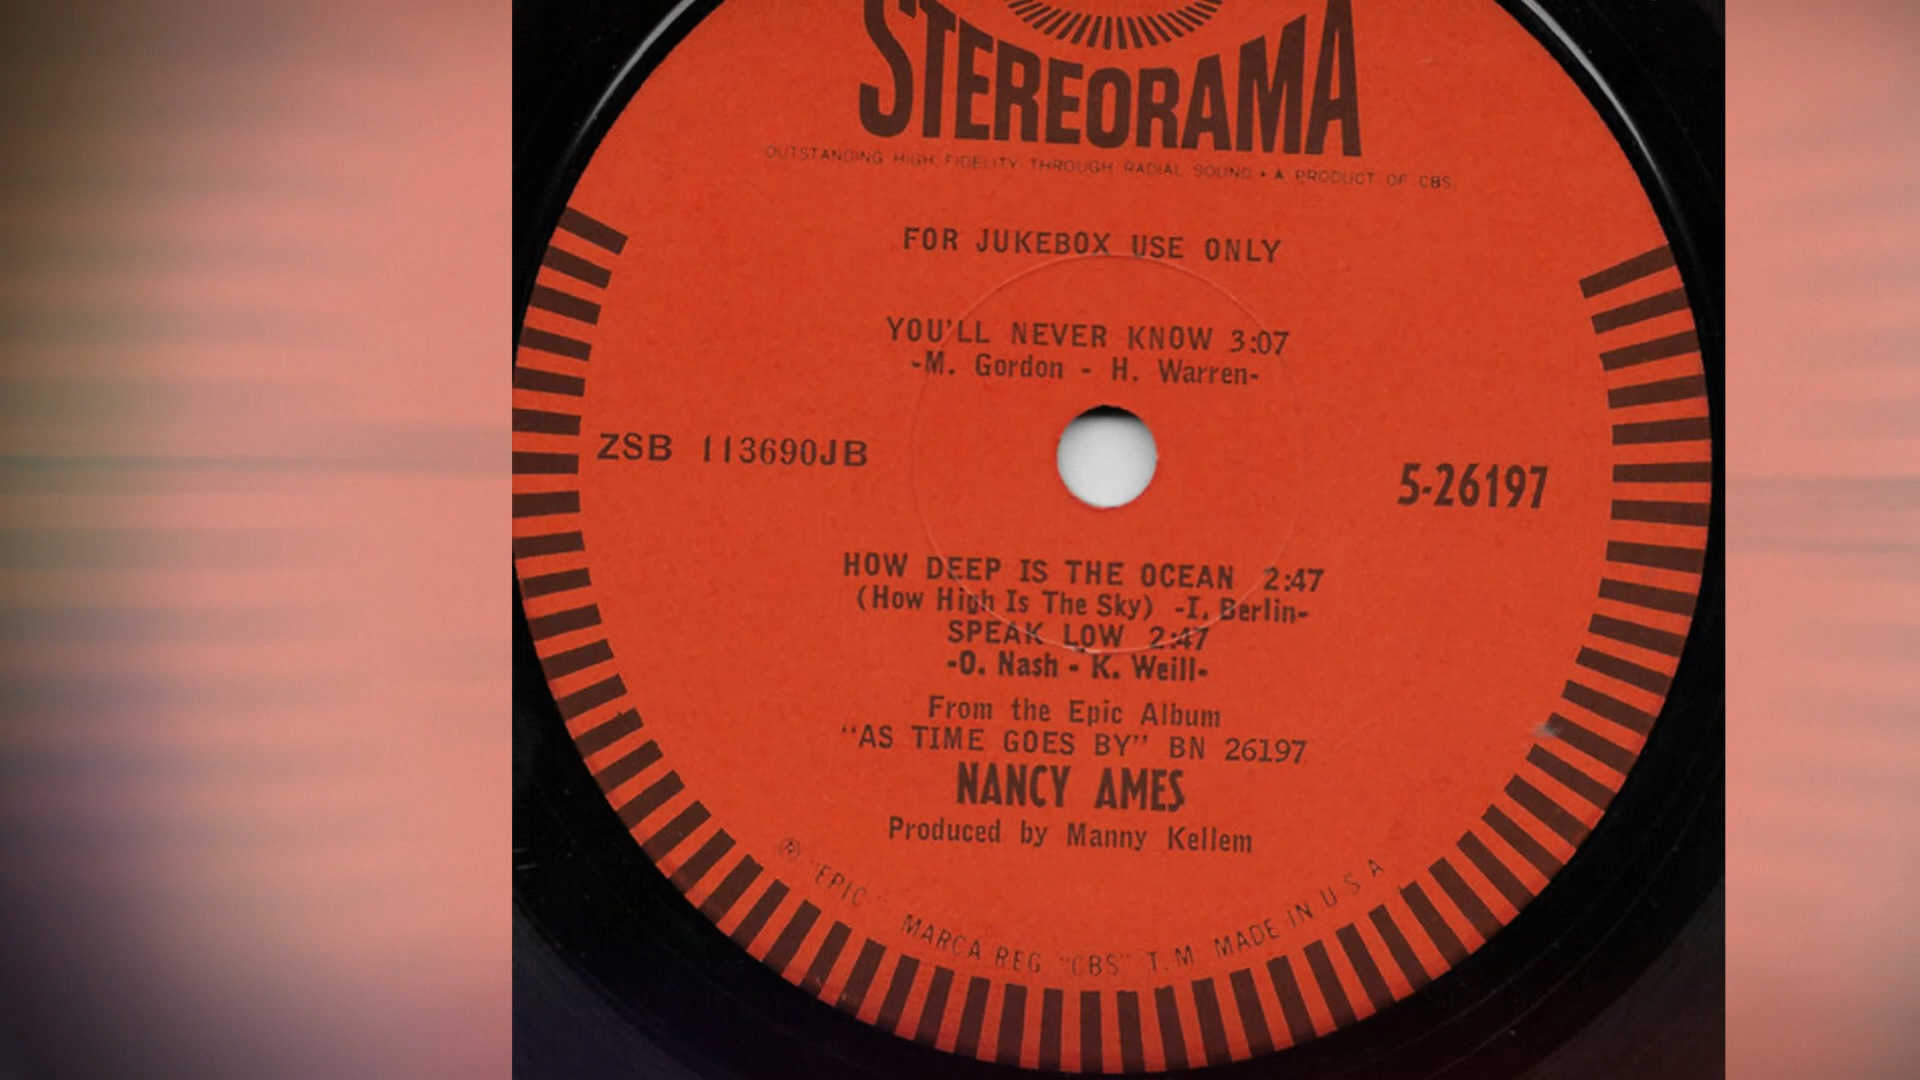 STEREORAMA
OUTSTANDING HIGH FIDELITY THROUGH RADIAL SOUND • A PRODUCT OF CBS
FOR JUKEBOX USE ONLY
YOU'LL NEVER KNOW 3:07
-M. Gordon - H. Warren-
ZSB 113690JB
5-26197
HOW DEEP IS THE OCEAN 2:47
(How High Is The Sky) -I. Berlin-
SPEAK LOW 2:47
-O. Nash - K. Weill-
From the Epic Album
"AS TIME GOES BY" BN 26197
NANCY AMES
Produced by Manny Kellem
® "EPIC" MARCA REG "CBS" T.M MADE IN U.S.A